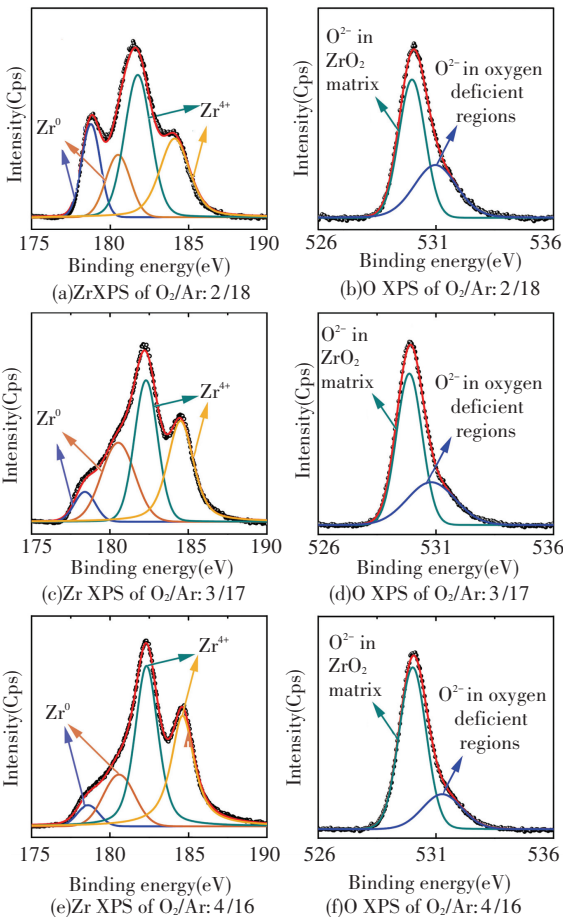 Intensity(Cps)
Zr⁰
Zr⁴⁺
175 180 185 190
Binding energy(eV)
(a)ZrXPS of O₂/Ar: 2/18
Intensity(Cps)
O²⁻ in
ZrO₂
matrix
O²⁻ in oxygen
deficient
regions
526 531 536
Binding energy(eV)
(b)O XPS of O₂/Ar: 2/18
Intensity(Cps)
Zr⁰
Zr⁴⁺
175 180 185 190
Binding energy(eV)
(c)Zr XPS of O₂/Ar: 3/17
Intensity(Cps)
O²⁻ in
ZrO₂
matrix
O²⁻ in oxygen
deficient
regions
526 531 536
Binding energy(eV)
(d)O XPS of O₂/Ar: 3/17
Intensity(Cps)
Zr⁰
Zr⁴⁺
175 180 185 190
Binding energy(eV)
(e)Zr XPS of O₂/Ar: 4/16
Intensity(Cps)
O²⁻ in
ZrO₂
matrix
O²⁻ in oxygen
deficient
regions
526 531 536
Binding energy(eV)
(f)O XPS of O₂/Ar: 4/16